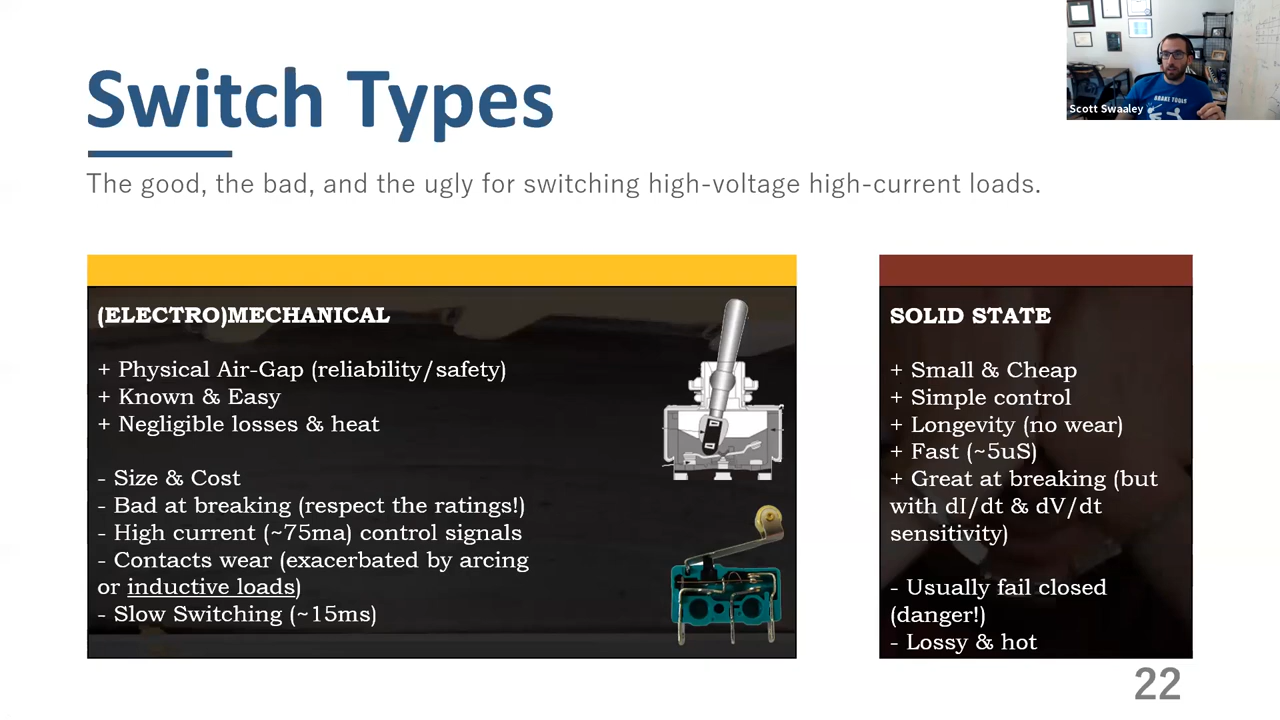 Switch Types
The good, the bad, and the ugly for switching high-voltage high-current loads.
Scott Swaaley
BRAKE TOOLS
(ELECTRO)MECHANICAL
+ Physical Air-Gap (reliability/safety)
+ Known & Easy
+ Negligible losses & heat
- Size & Cost
- Bad at breaking (respect the ratings!)
- High current (~75ma) control signals
- Contacts wear (exacerbated by arcing
or inductive loads)
- Slow Switching (~15ms)
SOLID STATE
+ Small & Cheap
+ Simple control
+ Longevity (no wear)
+ Fast (~5uS)
+ Great at breaking (but
with dI/dt & dV/dt
sensitivity)
- Usually fail closed
(danger!)
- Lossy & hot
22